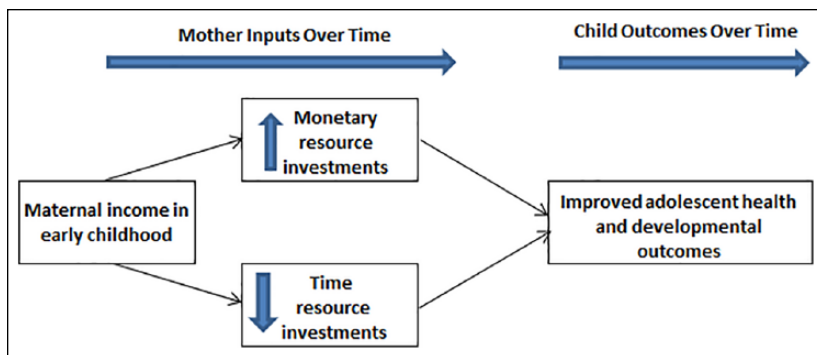 Mother Inputs Over Time
Child Outcomes Over Time
Monetary
resource
investments
Maternal income in
early childhood
Improved adolescent health
and developmental
outcomes
Time
resource
investments